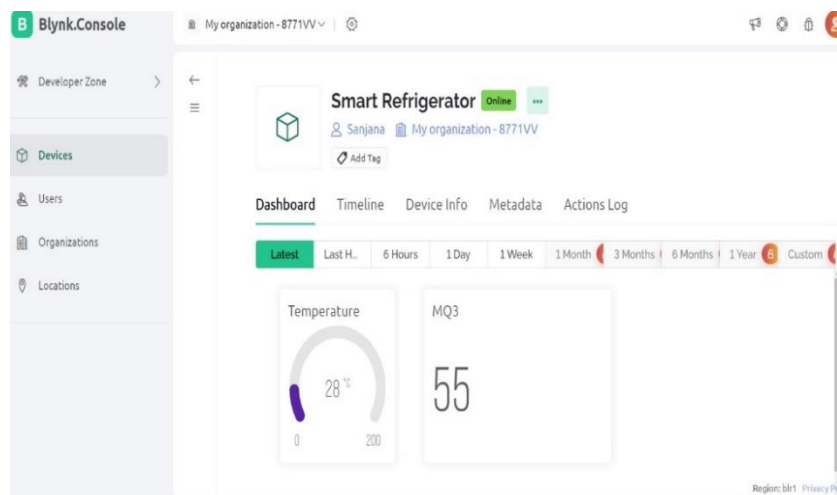 B Blynk.Console
My organization - 8771VV
Developer Zone
Devices
Users
Organizations
Locations
Smart Refrigerator Online
Sanjana My organization - 8771VV
Add Tag
Dashboard Timeline Device Info Metadata Actions Log
Latest Last H... 6 Hours 1 Day 1 Week 1 Month 3 Months 6 Months 1 Year Custom
Temperature
28 °C
0 200
MQ3
55
Region: blr1 Privacy